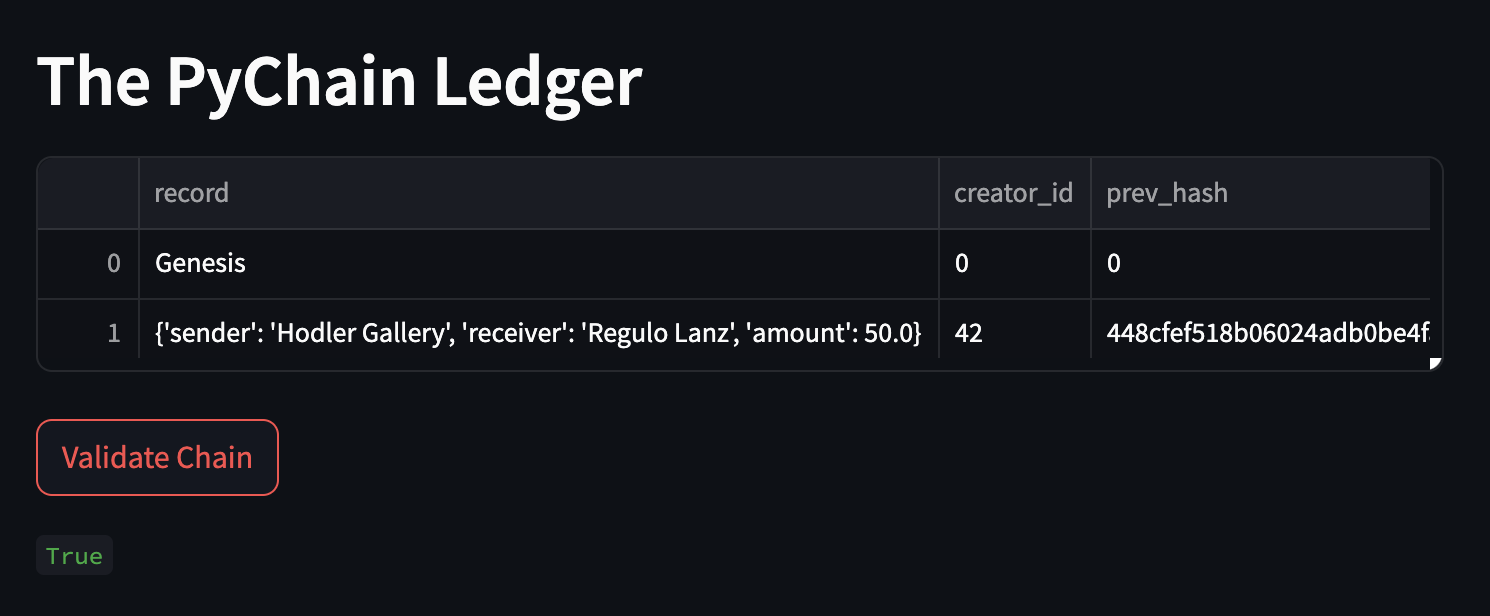 The PyChain Ledger
record creator_id prev_hash
0 Genesis 0 0
1 {'sender': 'Hodler Gallery', 'receiver': 'Regulo Lanz', 'amount': 50.0} 42 448cfef518b06024adb0be4f
Validate Chain
True